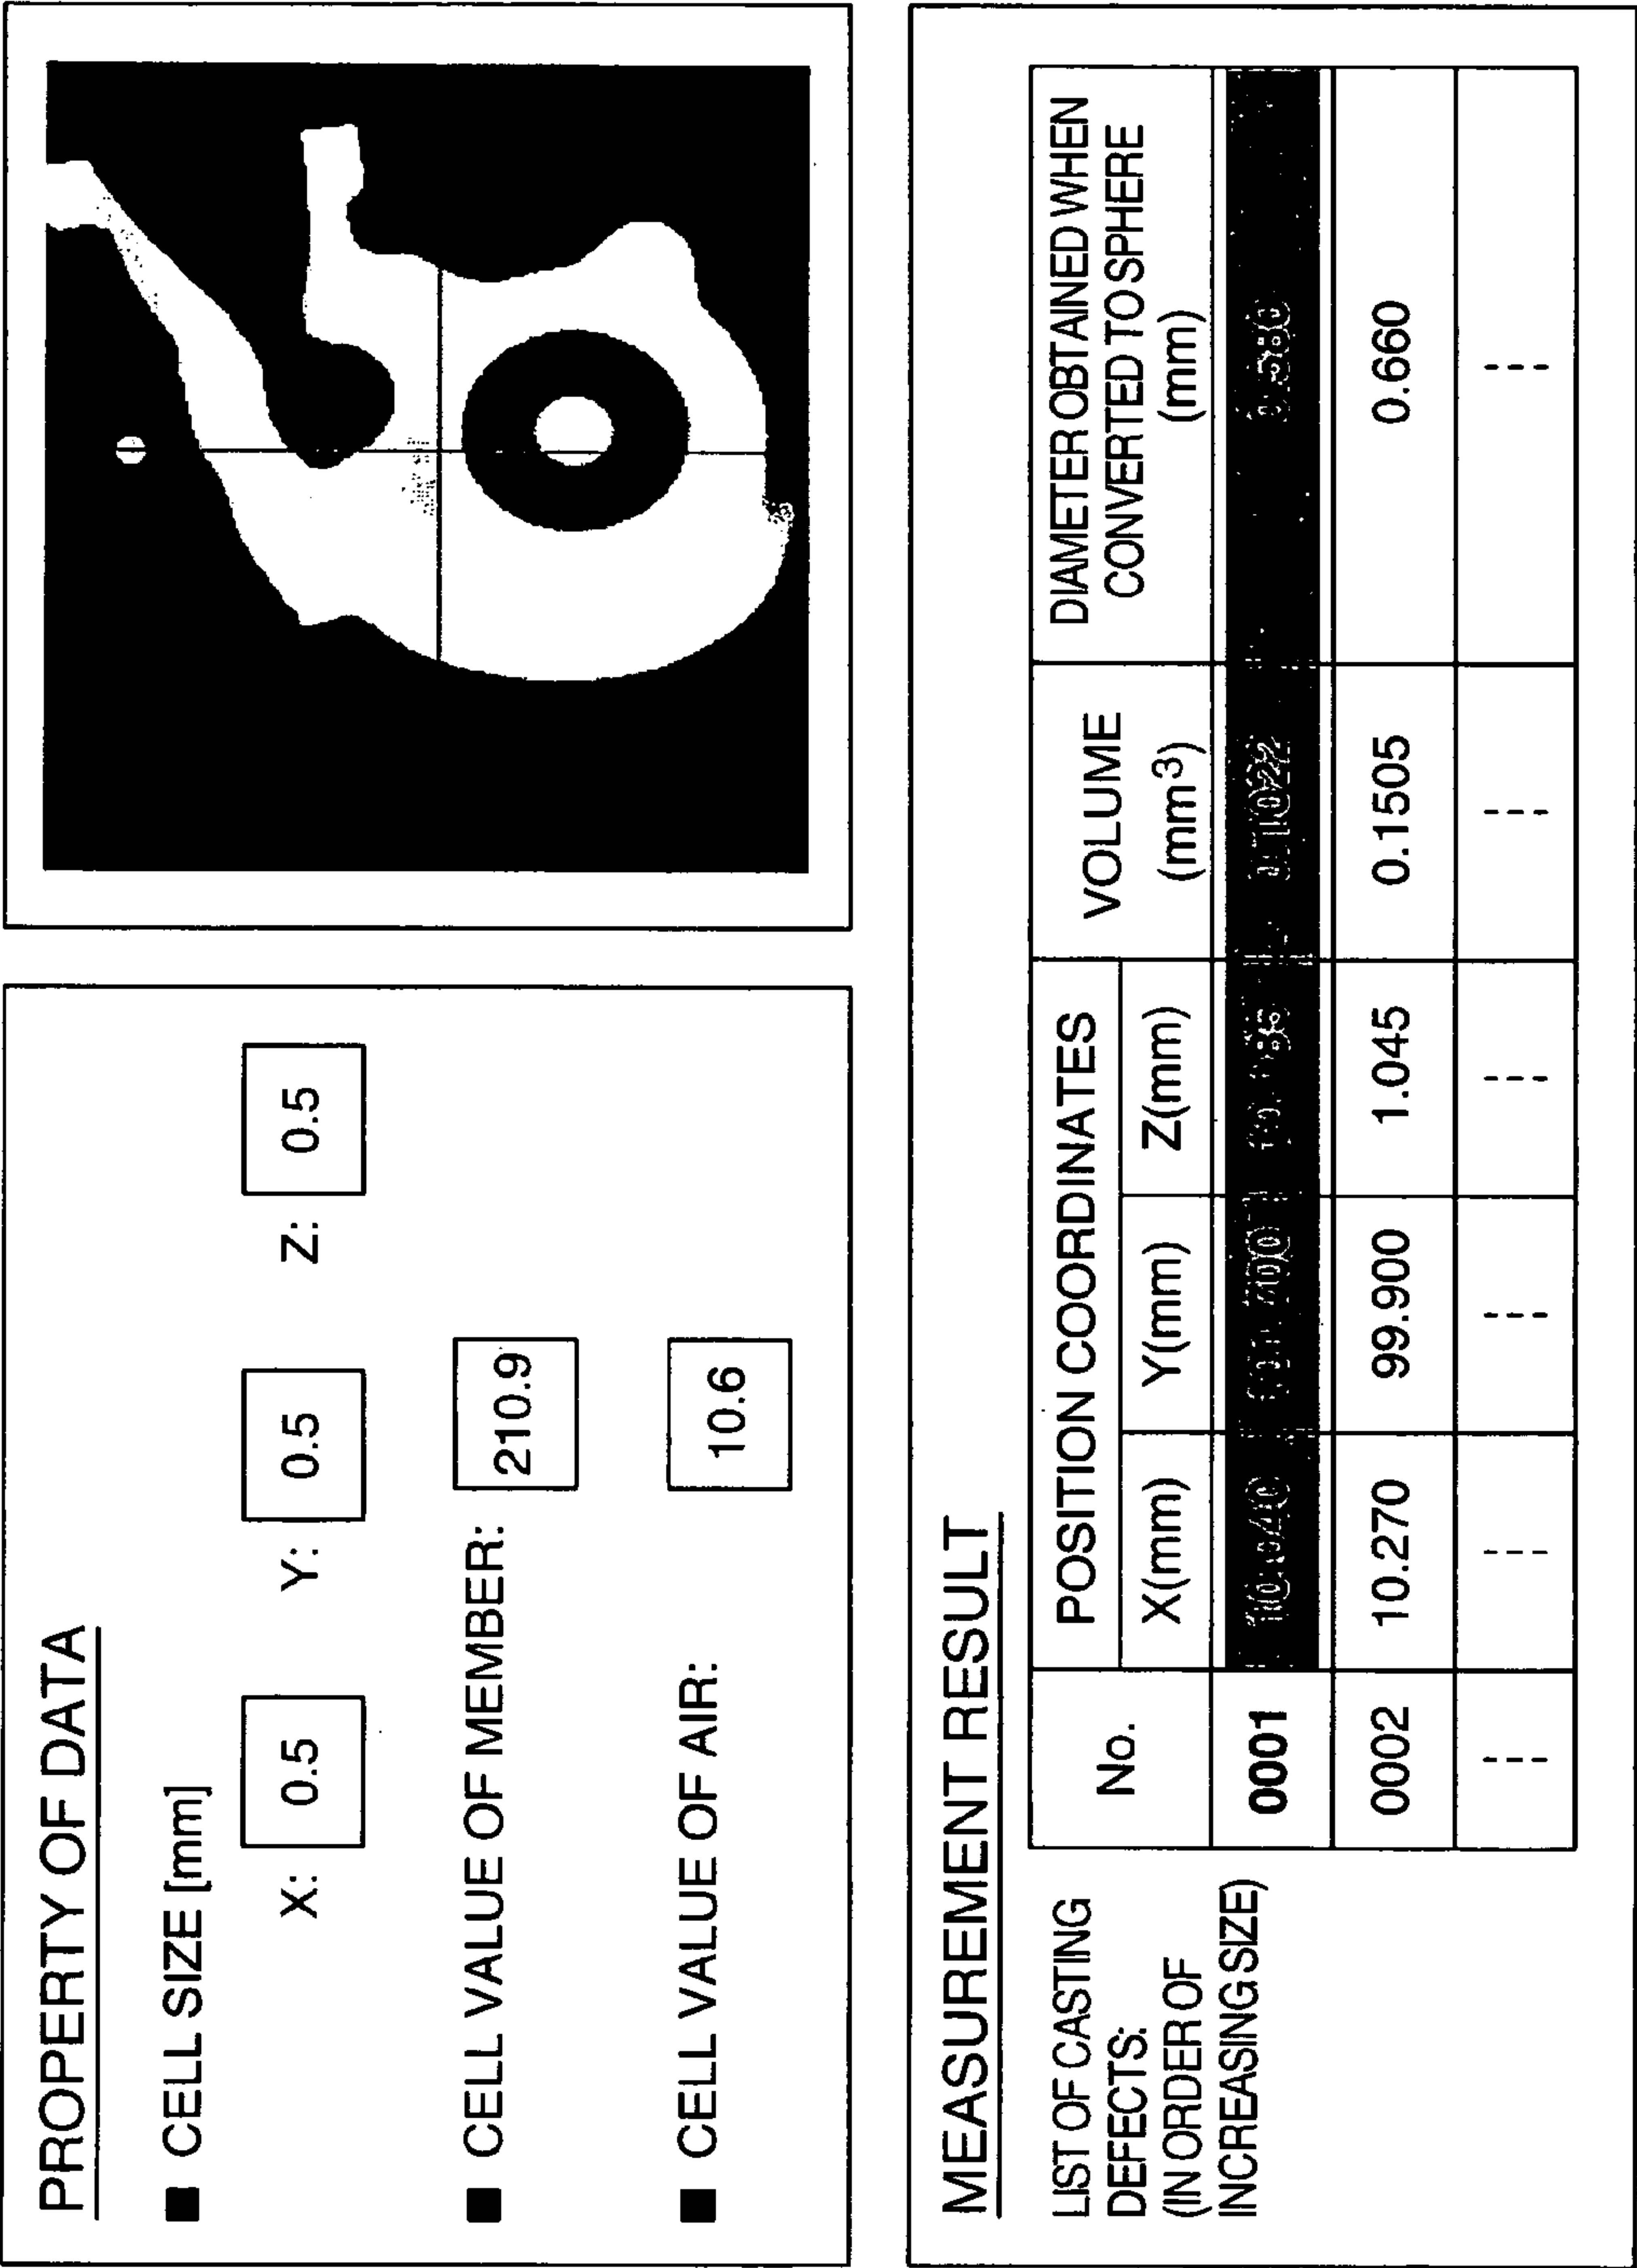 PROPERTY OF DATA
■ CELL SIZE [mm]
X: 0.5 Y: 0.5 Z: 0.5
■ CELL VALUE OF MEMBER: 210.9
■ CELL VALUE OF AIR: 10.6
MEASUREMENT RESULT
LIST OF CASTING
DEFECTS:
(IN ORDER OF
INCREASING SIZE)
No. POSITION COORDINATES VOLUME (mm³) DIAMETER OBTAINED WHEN CONVERTED TO SPHERE (mm)
X(mm) Y(mm) Z(mm)
0001 10.040
0002 10.270 99.900 1.045 0.1505 0.660
--- --- --- --- --- ---